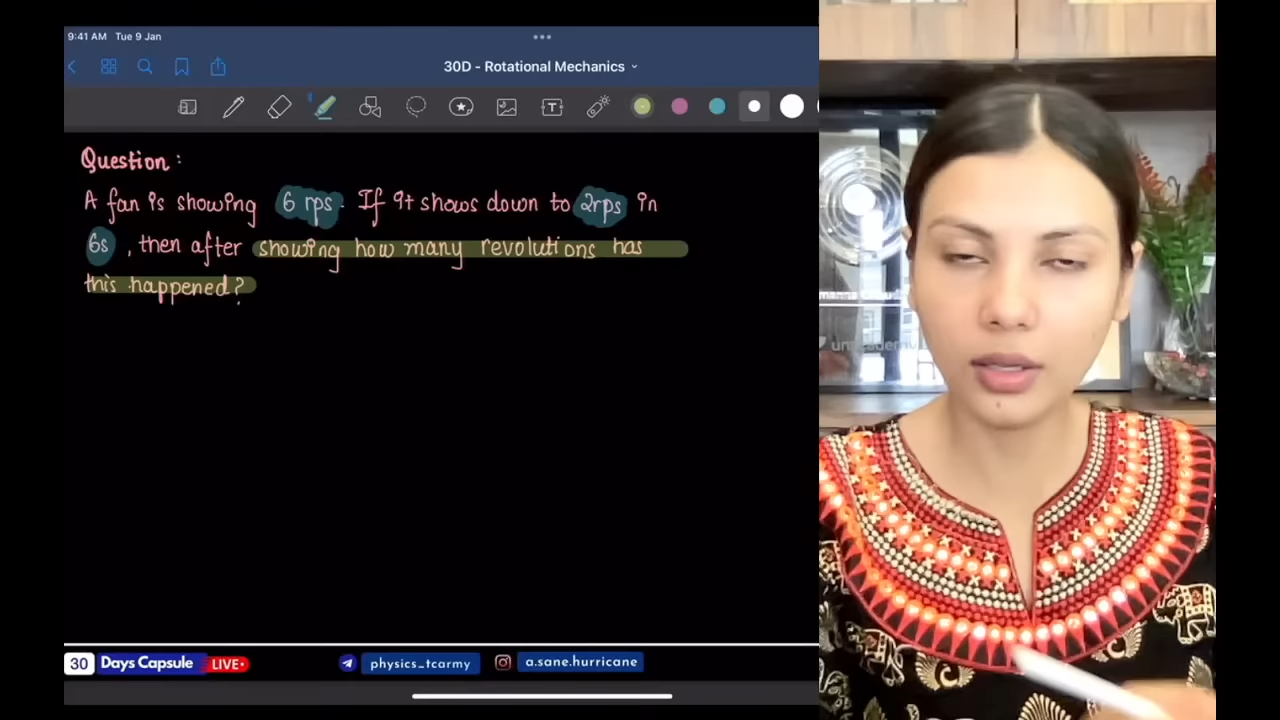 9:41 AM Tue 9 Jan
30D - Rotational Mechanics
Question :
A fan is showing 6 rps. If it shows down to 2rps in
6s , then after showing how many revolutions has
this happened?
30 Days Capsule LIVE
physics_tcarmy
a.sane.hurricane